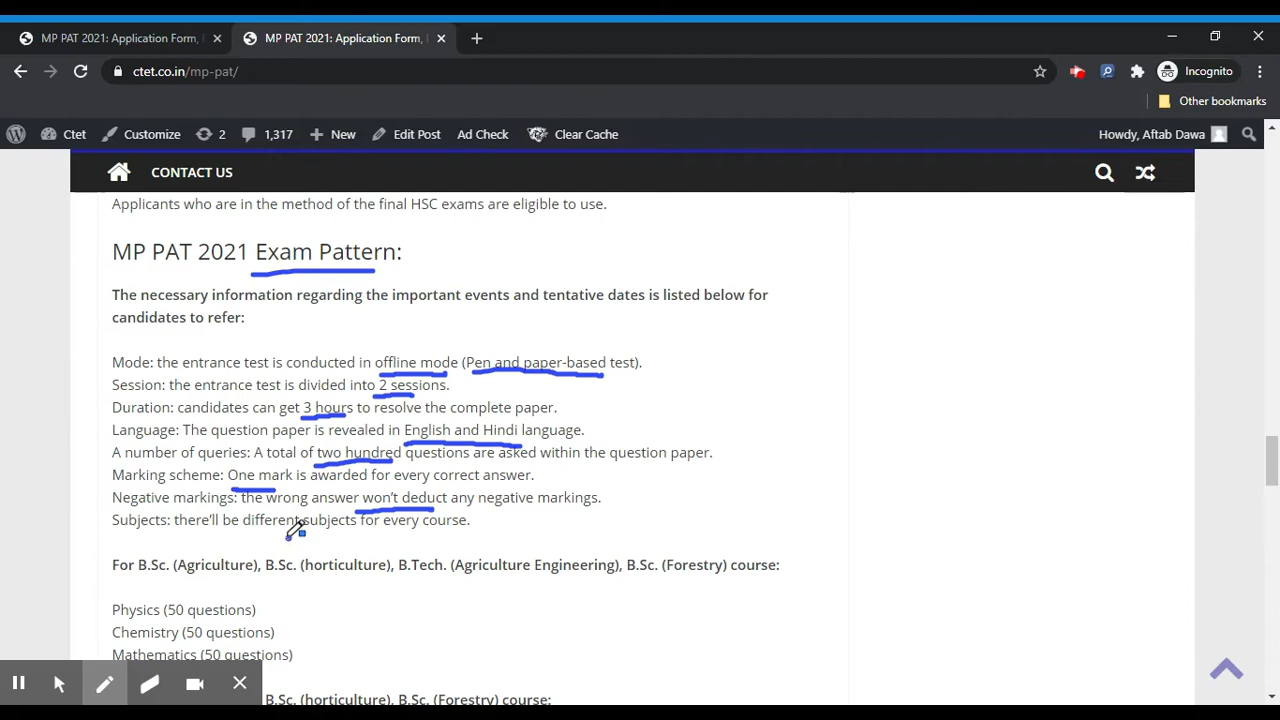 MP PAT 2021: Application Form, MP PAT 2021: Application Form,
ctet.co.in/mp-pat/ Incognito
Other bookmarks
Ctet Customize 2 1,317 New Edit Post Ad Check Clear Cache Howdy, Aftab Dawa
CONTACT US
Applicants who are in the method of the final HSC exams are eligible to use.
MP PAT 2021 Exam Pattern:
The necessary information regarding the important events and tentative dates is listed below for
candidates to refer:
Mode: the entrance test is conducted in offline mode (Pen and paper-based test).
Session: the entrance test is divided into 2 sessions.
Duration: candidates can get 3 hours to resolve the complete paper.
Language: The question paper is revealed in English and Hindi language.
A number of queries: A total of two hundred questions are asked within the question paper.
Marking scheme: One mark is awarded for every correct answer.
Negative markings: the wrong answer won't deduct any negative markings.
Subjects: there'll be different subjects for every course.
For B.Sc. (Agriculture), B.Sc. (horticulture), B.Tech. (Agriculture Engineering), B.Sc. (Forestry) course:
Physics (50 questions)
Chemistry (50 questions)
Mathematics (50 questions)
B.Sc. (horticulture), B.Sc. (Forestry) course: